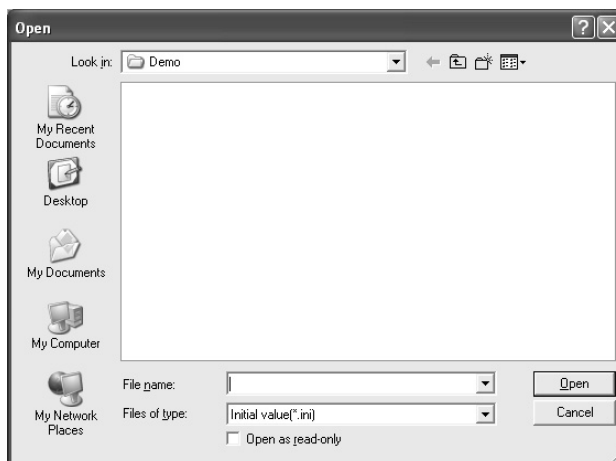 Open
Look in: Demo
My Recent
Documents
Desktop
My Documents
My Computer
My Network
Places
File name:
Open
Files of type: Initial value(*.ini)
Cancel
Open as read-only